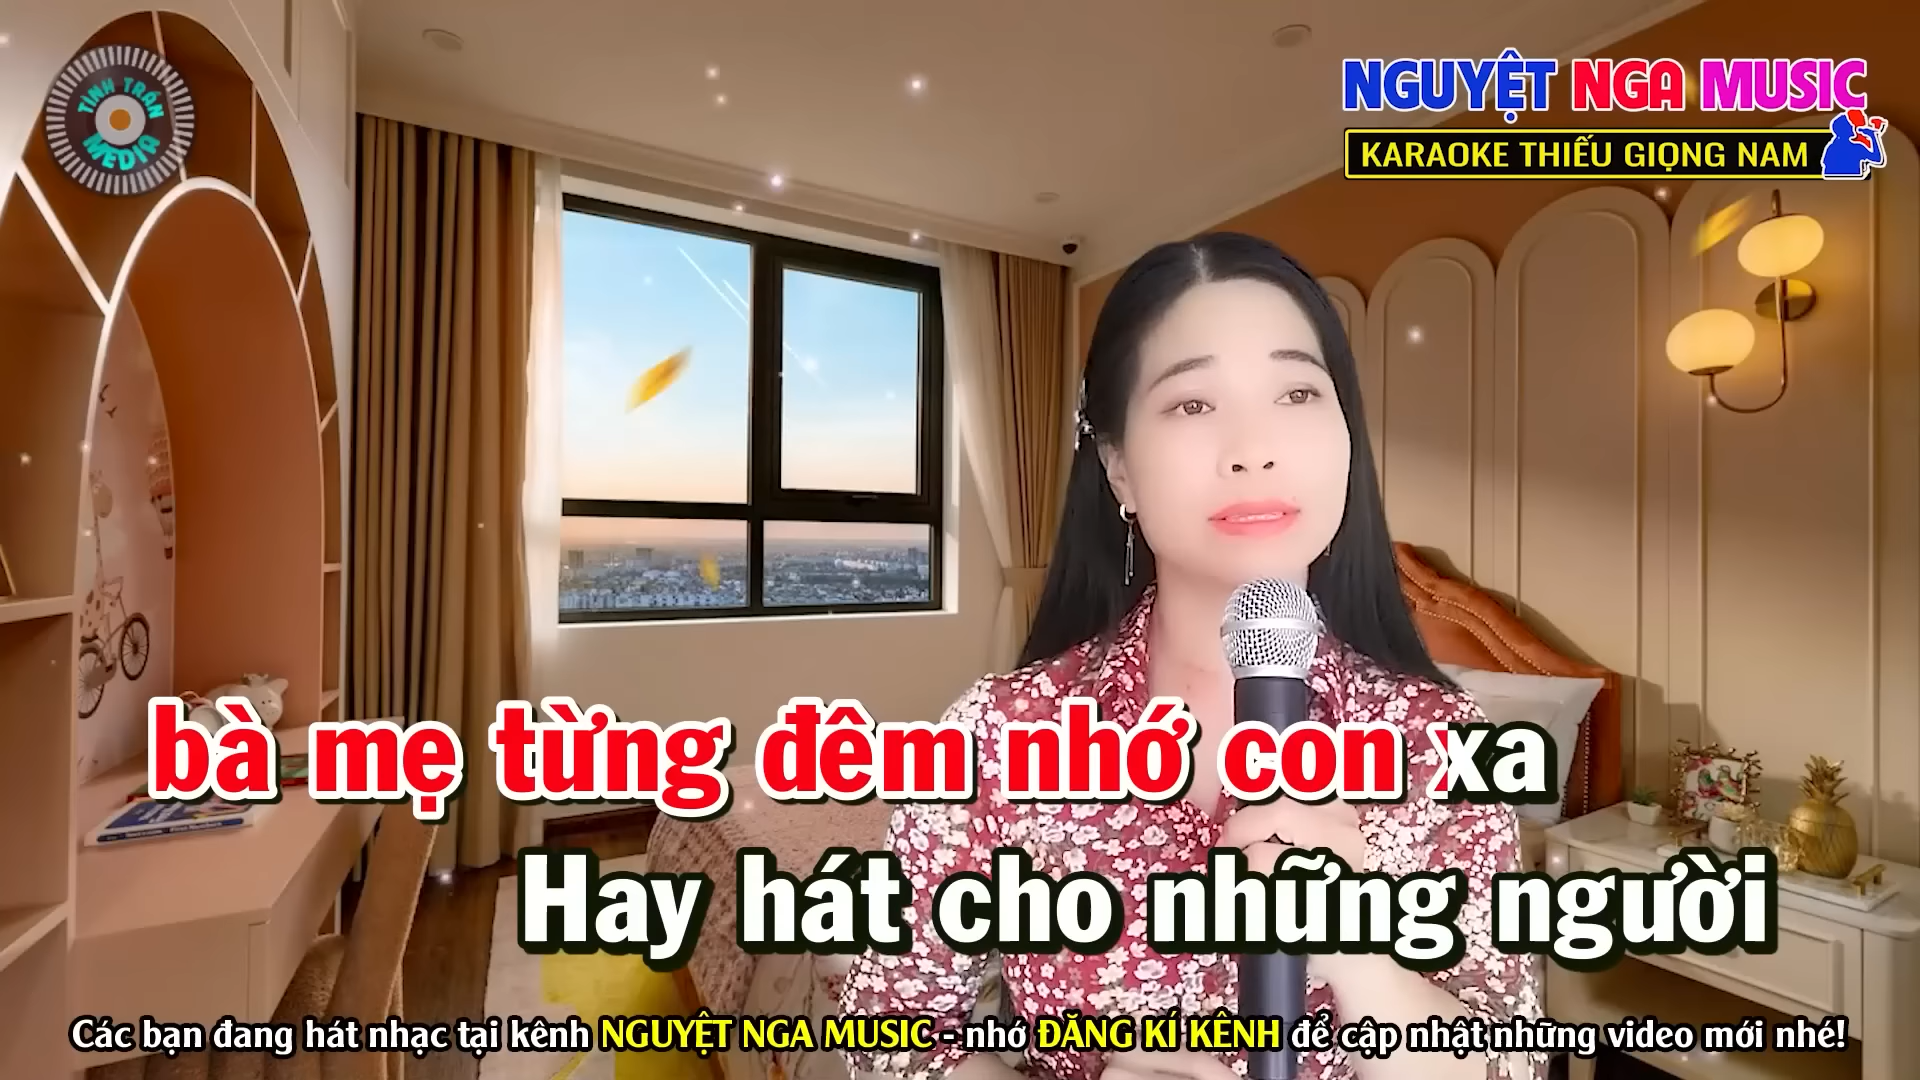 TÌNH TRẦN
MEDIA
NGUYỆT NGA MUSIC
KARAOKE THIẾU GIỌNG NAM
bà mẹ từng đêm nhớ con xa
Hay hát cho những người
Các bạn đang hát nhạc tại kênh NGUYỆT NGA MUSIC - nhớ ĐĂNG KÍ KÊNH để cập nhật những video mới nhé!